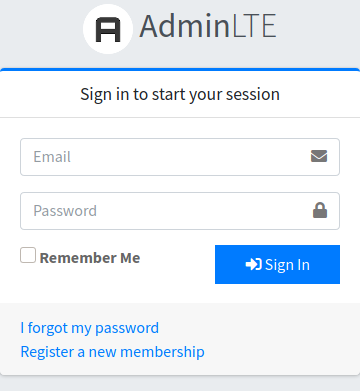 AdminLTE
Sign in to start your session
Email
Password
Remember Me
Sign In
I forgot my password
Register a new membership